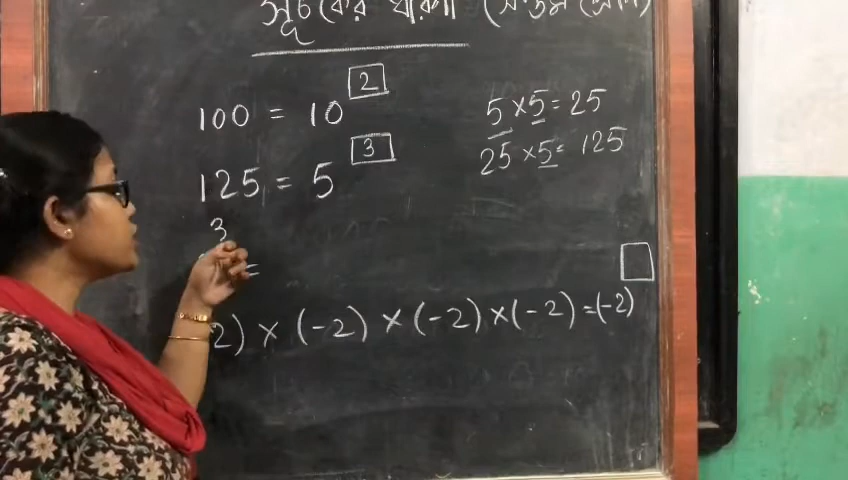 সূচকের ধারণা (সপ্তম শ্রেণি)
100 = 10^[2]
5 × 5 = 25
125 = 5^[3]
25 × 5 = 125
3
=
2) × (-2) × (-2) × (-2) = (-2)^□